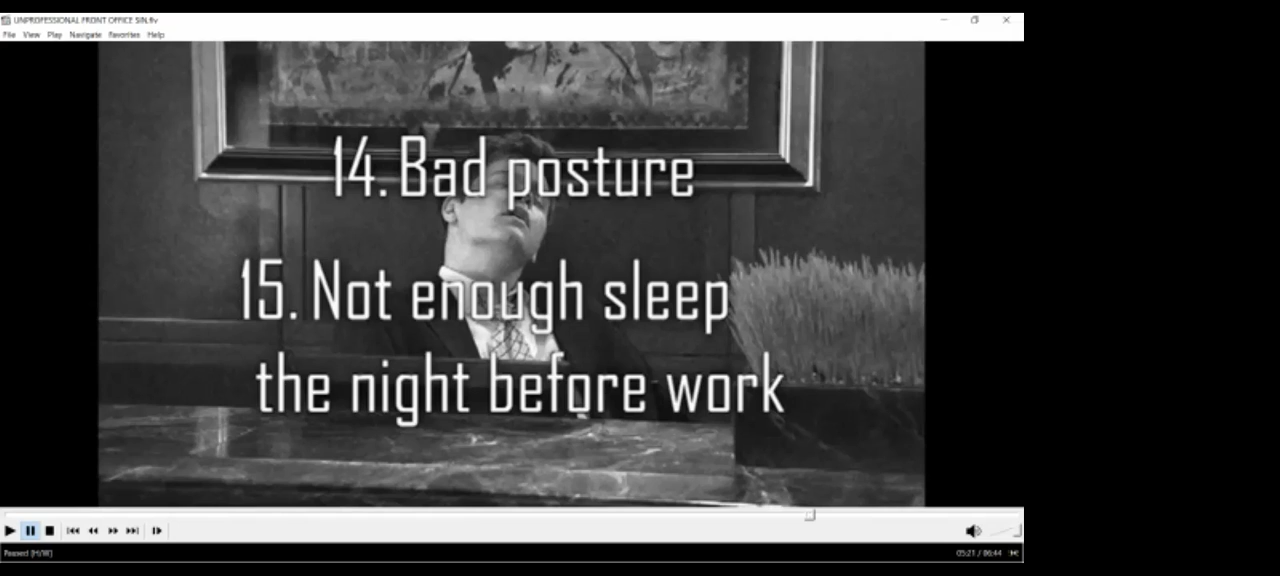 UNPROFESSIONAL FRONT OFFICE SIN.flv
File View Play Navigate Favorites Help
14. Bad posture
15. Not enough sleep
the night before work
Paused [H/W]
05:21 / 06:44